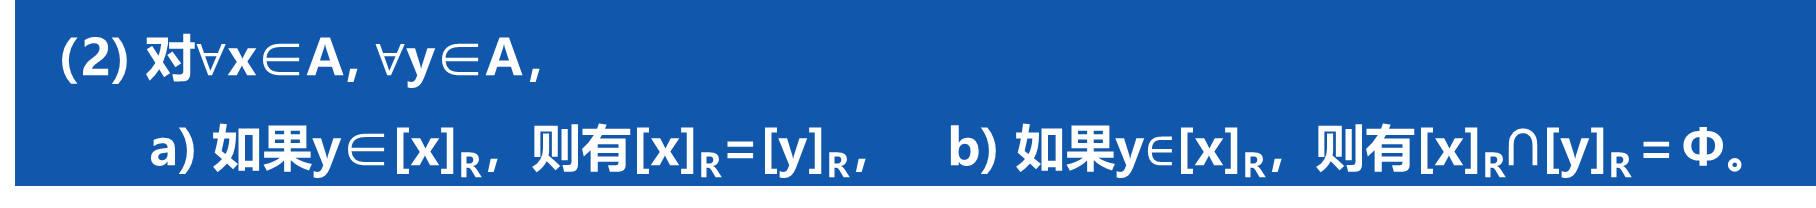 (2) 对∀x∈A, ∀y∈A,
a) 如果y∈[x]R, 则有[x]R=[y]R, b) 如果y∈[x]R, 则有[x]R∩[y]R = Φ。